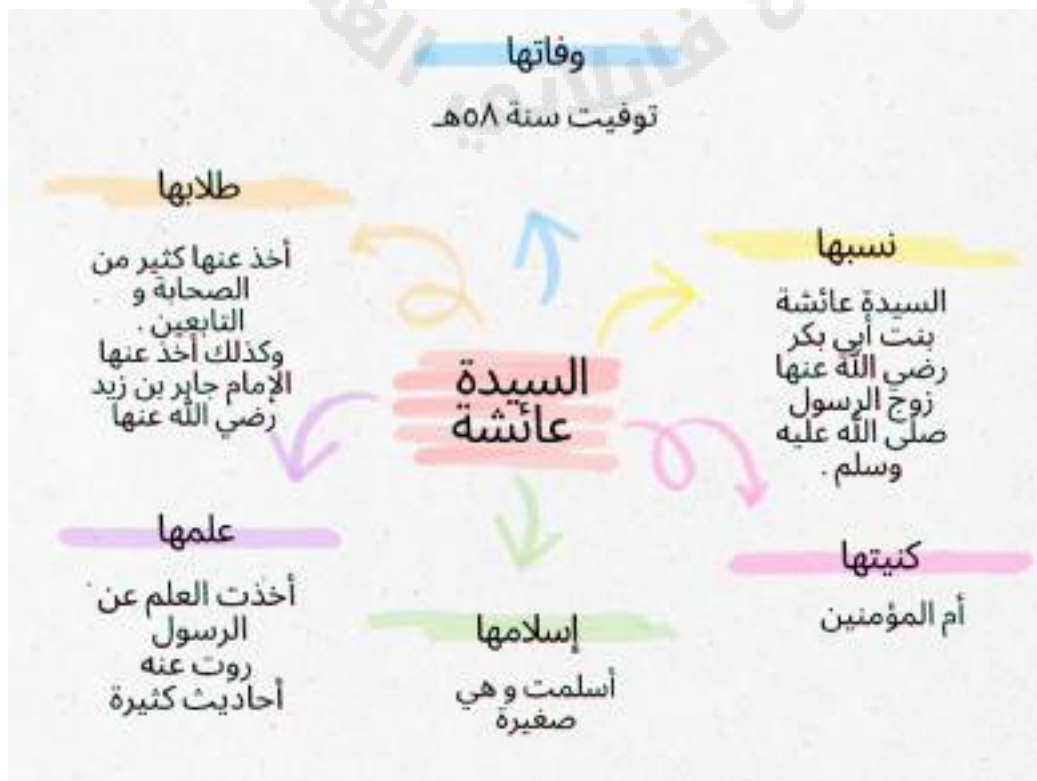 وفاتها
توفيت سنة ٥٨هـ
نسبها
السيدة عائشة
بنت أبي بكر
رضي الله عنها
زوج الرسول
صلى الله عليه
وسلم .
طلابها
أخذ عنها كثير من
الصحابة و
التابعين .
وكذلك أخذ عنها
الإمام جابر بن زيد
رضي الله عنها
السيدة
عائشة
كنيتها
أم المؤمنين
علمها
أخذت العلم عن
الرسول
روت عنه
أحاديث كثيرة
إسلامها
أسلمت و هي
صغيرة